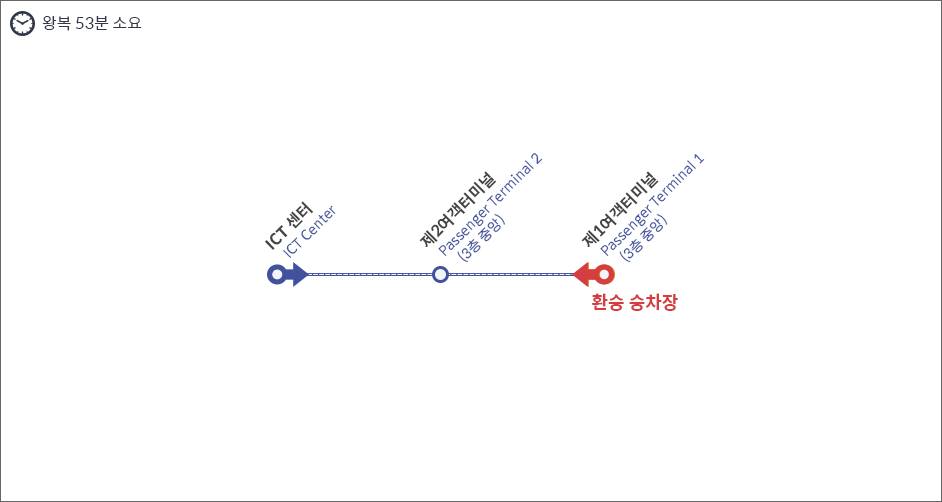 왕복 53분 소요
ICT 센터
ICT Center
제2여객터미널
Passenger Terminal 2
(3층 중앙)
제1여객터미널
Passenger Terminal 1
(3층 중앙)
환승 승차장